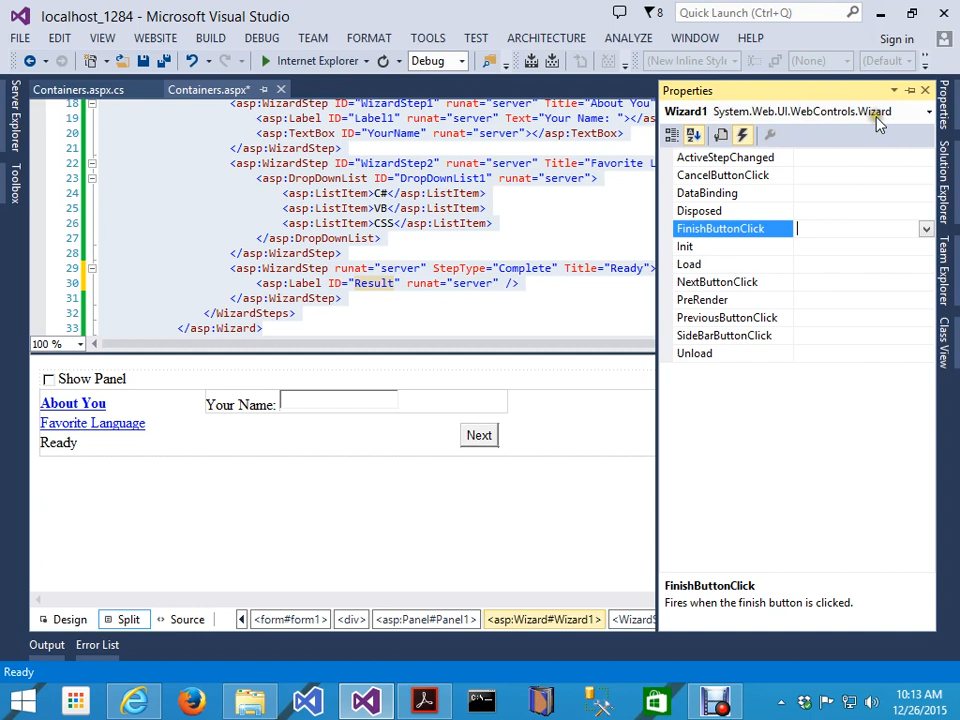 localhost_1284 - Microsoft Visual Studio
8
Quick Launch (Ctrl+Q)
FILE EDIT VIEW WEBSITE BUILD DEBUG TEAM FORMAT TOOLS TEST ARCHITECTURE ANALYZE WINDOW HELP
Sign in
Internet Explorer Debug (New Inline Style (None) (Default
Server Explorer
Toolbox
Containers.aspx.cs Containers.aspx*
18 <asp:WizardStep ID="WizardStep1" runat="server" Title="About You"
19 <asp:Label ID="Label1" runat="server" Text="Your Name: "></as
20 <asp:TextBox ID="YourName" runat="server"></asp:TextBox>
21 </asp:WizardStep>
22 <asp:WizardStep ID="WizardStep2" runat="server" Title="Favorite L
23 <asp:DropDownList ID="DropDownList1" runat="server">
24 <asp:ListItem>C#</asp:ListItem>
25 <asp:ListItem>VB</asp:ListItem>
26 <asp:ListItem>CSS</asp:ListItem>
27 </asp:DropDownList>
28 </asp:WizardStep>
29 <asp:WizardStep runat="server" StepType="Complete" Title="Ready">
30 <asp:Label ID="Result" runat="server" />
31 </asp:WizardStep>
32 </WizardSteps>
33 </asp:Wizard>
100 %
Show Panel
About You
Your Name:
Favorite Language
Ready
Next
Design Split Source <form#form1> <div> <asp:Panel#Panel1> <asp:Wizard#Wizard1> <WizardS
Properties
Wizard1 System.Web.UI.WebControls.Wizard
ActiveStepChanged
CancelButtonClick
DataBinding
Disposed
FinishButtonClick
Init
Load
NextButtonClick
PreRender
PreviousButtonClick
SideBarButtonClick
Unload
FinishButtonClick
Fires when the finish button is clicked.
Properties
Solution Explorer
Team Explorer
Class View
Output Error List
Ready
10:13 AM
12/26/2015